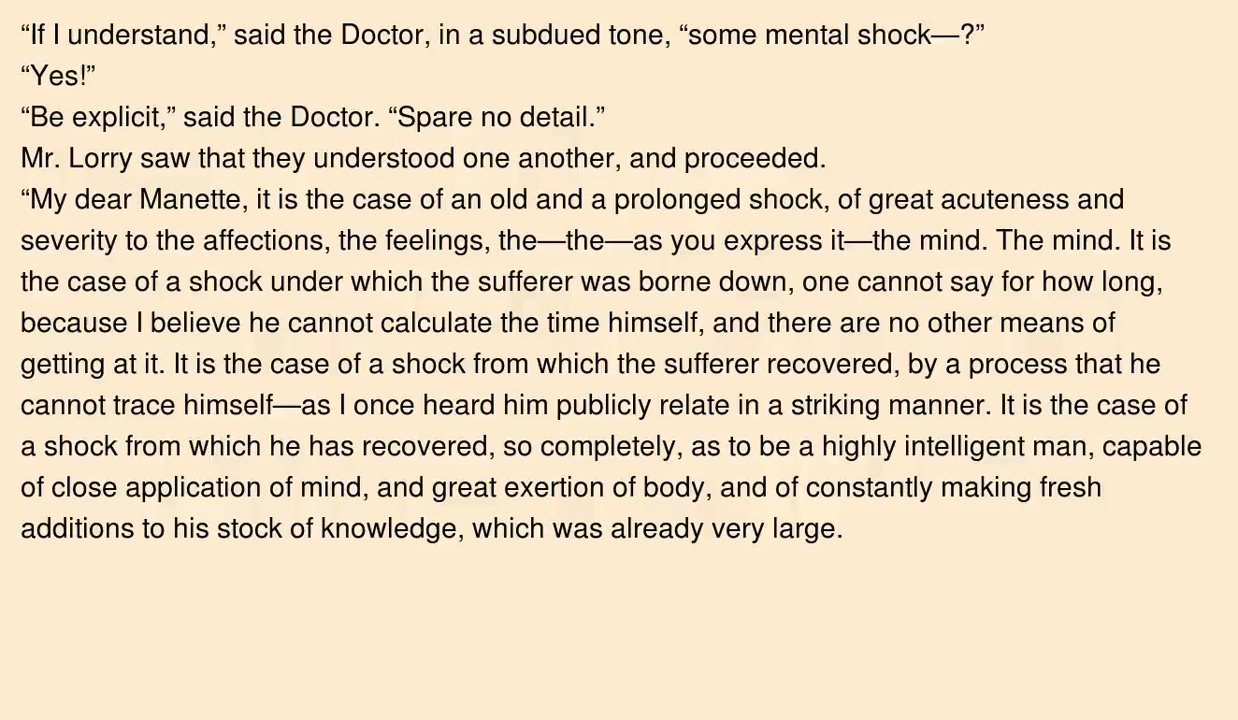 “If I understand,” said the Doctor, in a subdued tone, “some mental shock—?”
“Yes!”
“Be explicit,” said the Doctor. “Spare no detail.”
Mr. Lorry saw that they understood one another, and proceeded.
“My dear Manette, it is the case of an old and a prolonged shock, of great acuteness and
severity to the affections, the feelings, the—the—as you express it—the mind. The mind. It is
the case of a shock under which the sufferer was borne down, one cannot say for how long,
because I believe he cannot calculate the time himself, and there are no other means of
getting at it. It is the case of a shock from which the sufferer recovered, by a process that he
cannot trace himself—as I once heard him publicly relate in a striking manner. It is the case of
a shock from which he has recovered, so completely, as to be a highly intelligent man, capable
of close application of mind, and great exertion of body, and of constantly making fresh
additions to his stock of knowledge, which was already very large.